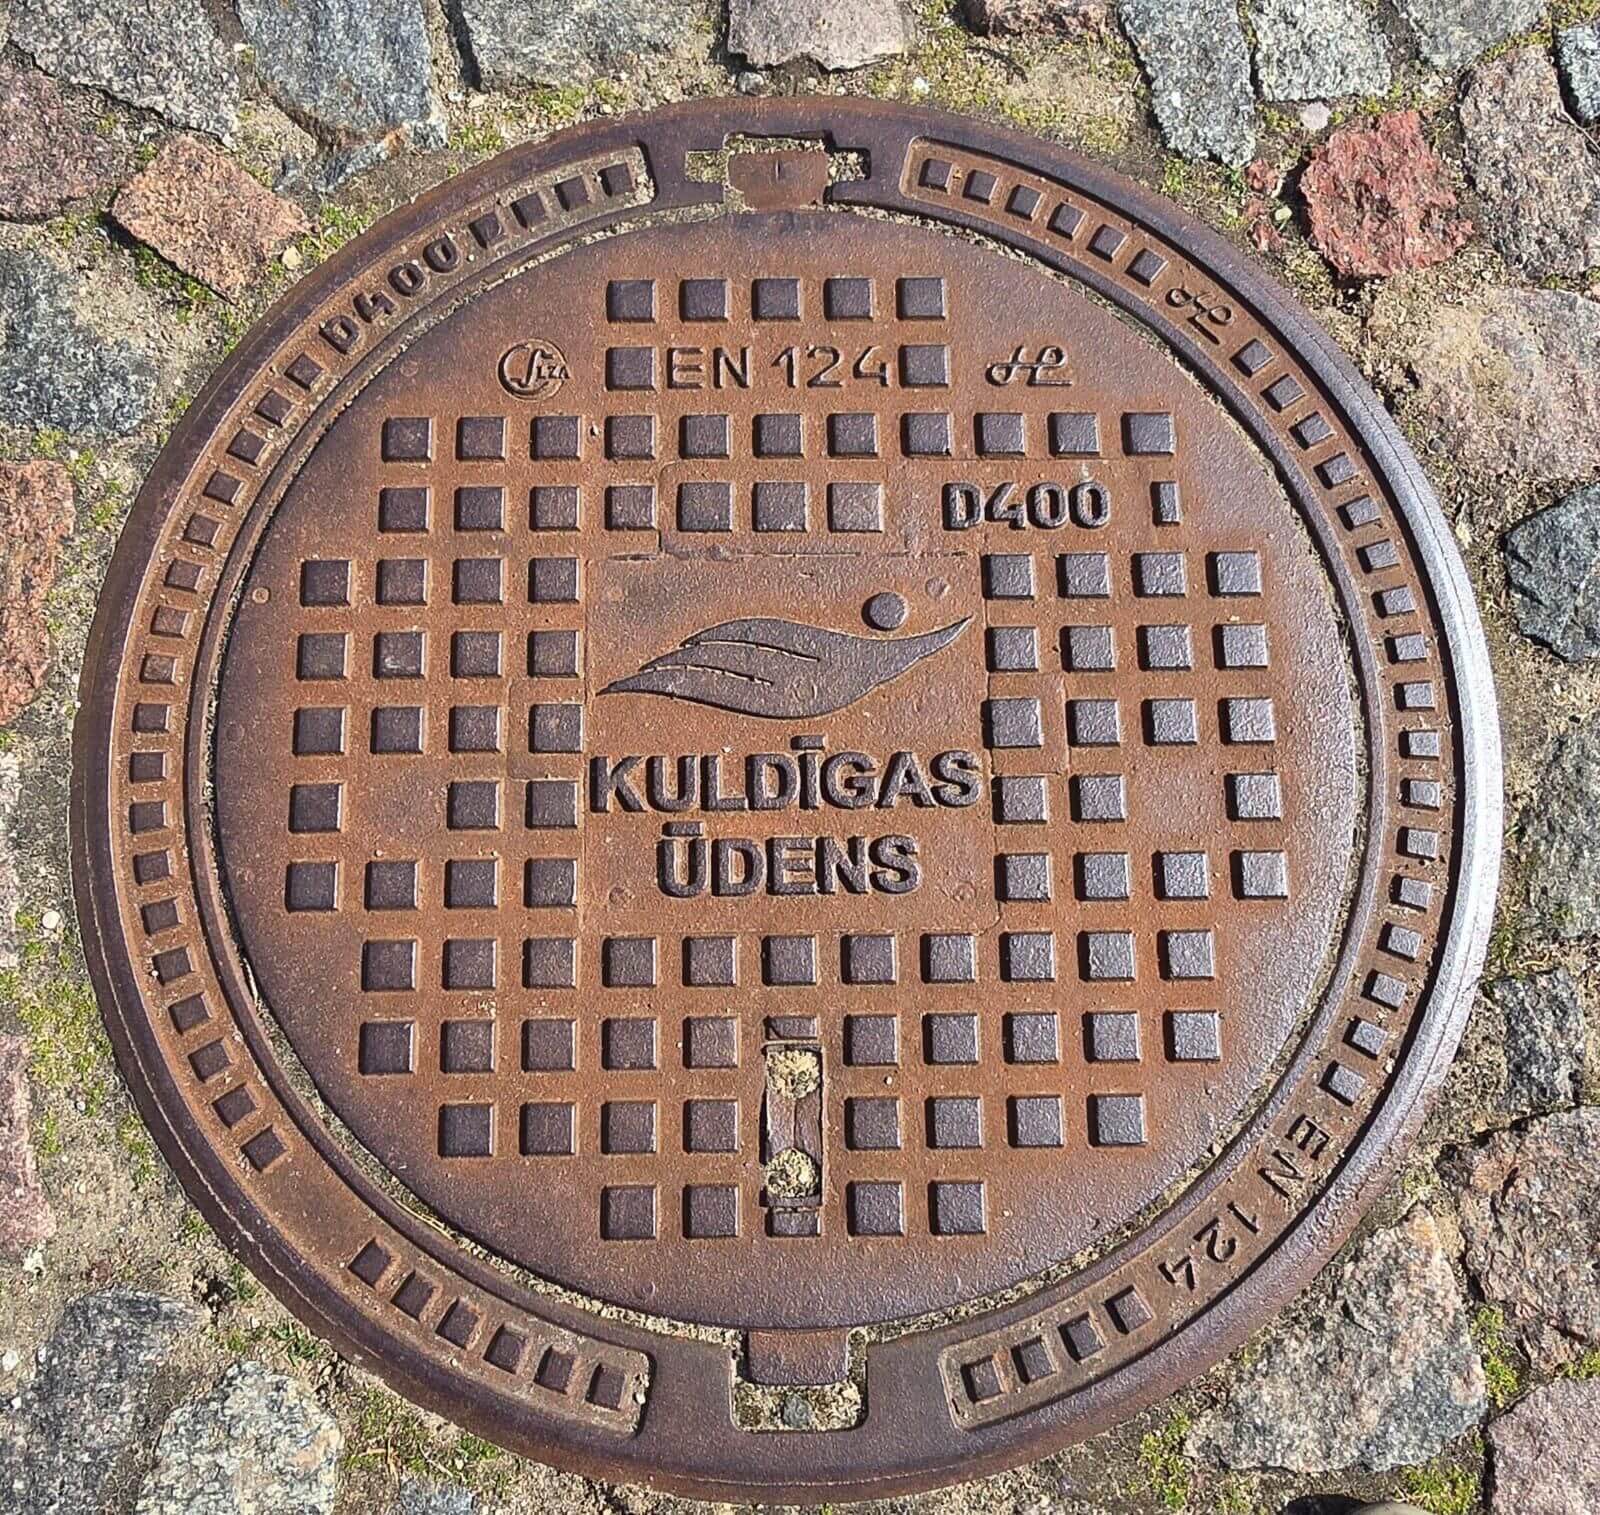 D400
EN 124
D400
KULDĪGAS
ŪDENS
EN 124